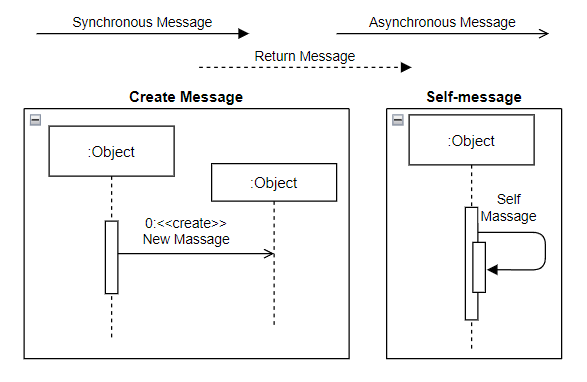 Synchronous Message
Asynchronous Message
Return Message
Create Message
Self-message
:Object
:Object
0:<<create>>
New Massage
:Object
Self
Massage